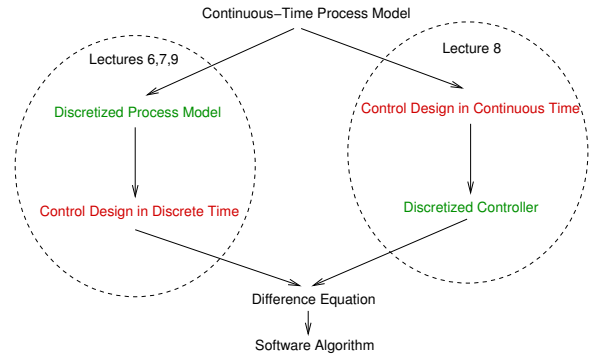 Continuous−Time Process Model
Lectures 6,7,9
Lecture 8
Discretized Process Model
Control Design in Continuous Time
Control Design in Discrete Time
Discretized Controller
Difference Equation
Software Algorithm